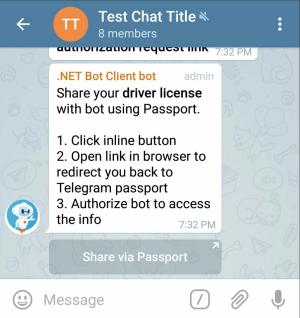 TT
Test Chat Title
8 members
authorization request link 7:32 PM
.NET Bot Client bot admin
Share your driver license
with bot using Passport.
1. Click inline button
2. Open link in browser to
redirect you back to
Telegram passport
3. Authorize bot to access
the info
7:32 PM
Share via Passport
Message